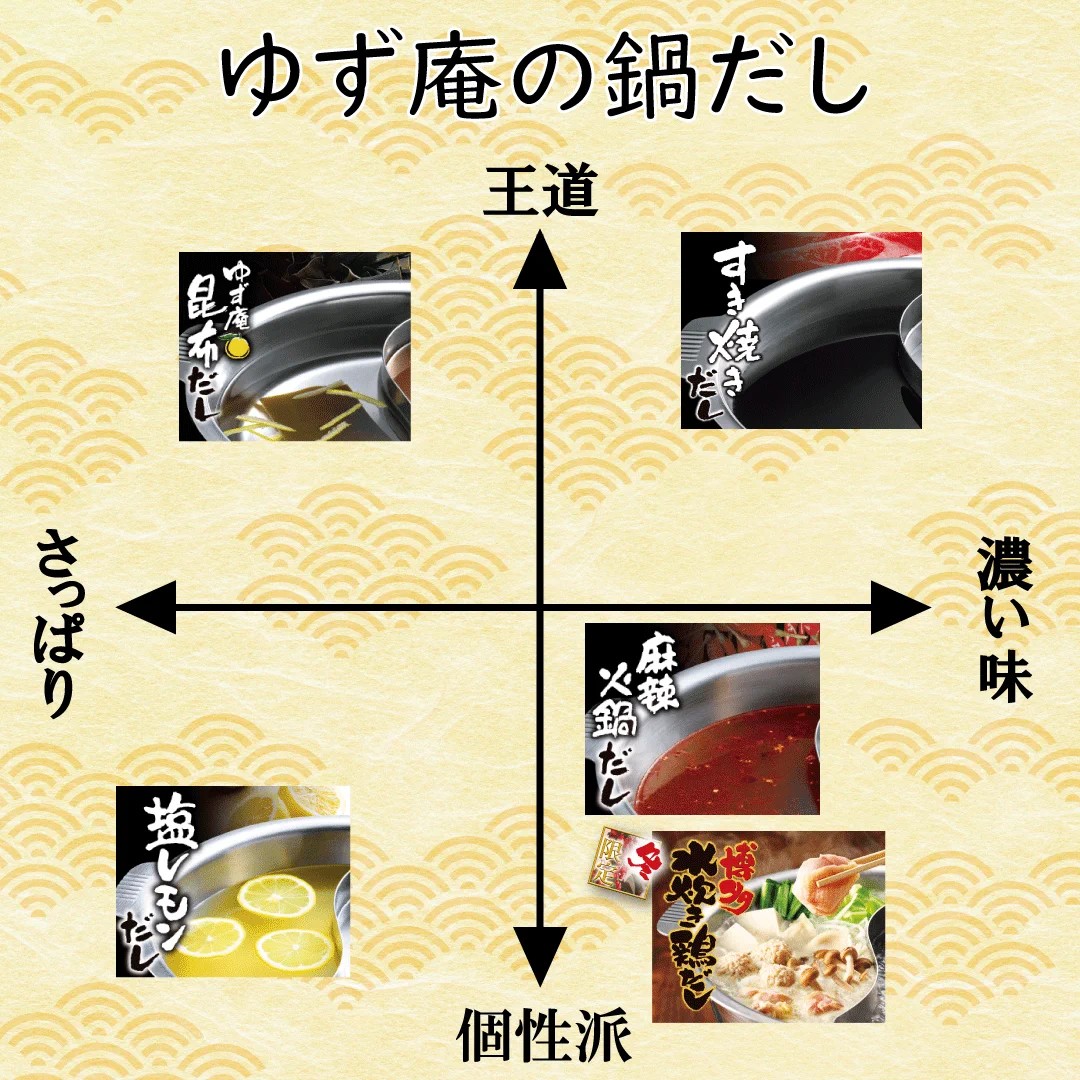 ゆず庵の鍋だし
王道
ゆず庵
昆布だし
すき焼き
だし
さっぱり
濃い味
麻辣
火鍋だし
塩レモン
だし
冬
限定
博多
水炊き鶏だし
個性派